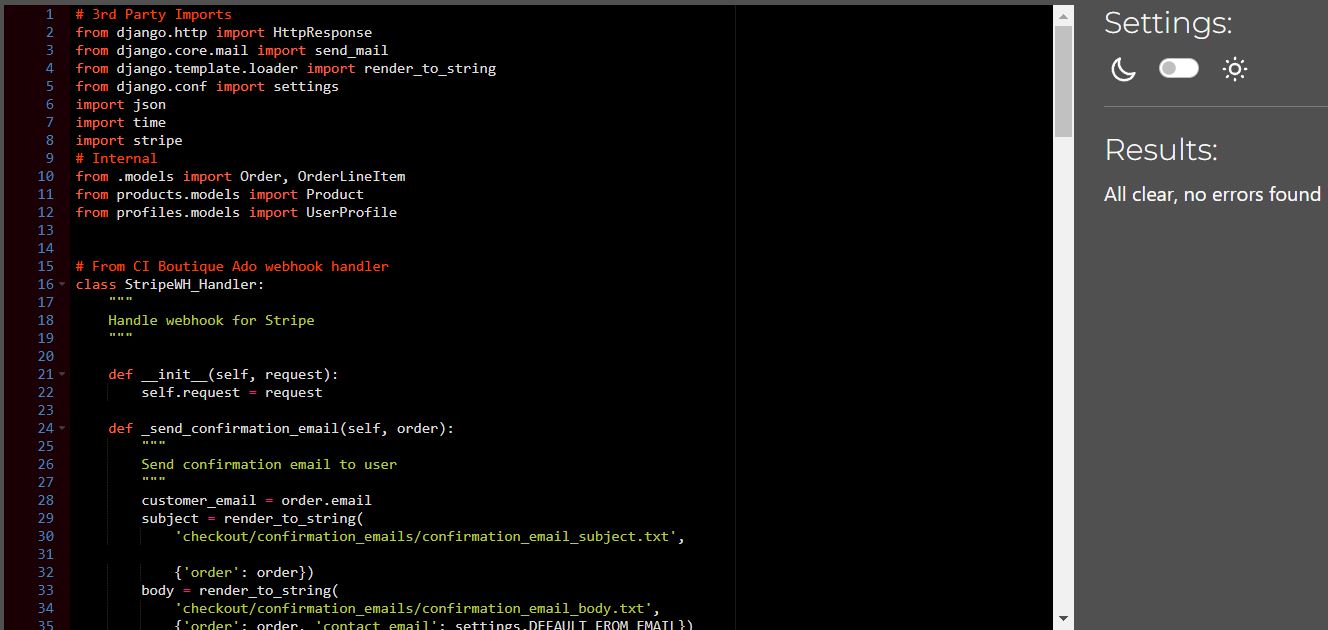 1 # 3rd Party Imports
2 from django.http import HttpResponse
3 from django.core.mail import send_mail
4 from django.template.loader import render_to_string
5 from django.conf import settings
6 import json
7 import time
8 import stripe
9 # Internal
10 from .models import Order, OrderLineItem
11 from products.models import Product
12 from profiles.models import UserProfile
13
14
15 # From CI Boutique Ado webhook handler
16 class StripeWH_Handler:
17     """
18     Handle webhook for Stripe
19     """
20
21     def __init__(self, request):
22         self.request = request
23
24     def _send_confirmation_email(self, order):
25         """
26         Send confirmation email to user
27         """
28         customer_email = order.email
29         subject = render_to_string(
30             'checkout/confirmation_emails/confirmation_email_subject.txt',
31
32             {'order': order})
33         body = render_to_string(
34             'checkout/confirmation_emails/confirmation_email_body.txt',
35             {'order': order, 'contact_email': settings.DEFAULT_FROM_EMAIL})
Settings:
Results:
All clear, no errors found